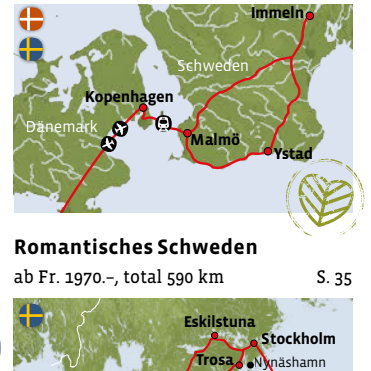 Immeln
Schweden
Kopenhagen
Dänemark
Malmö
Ystad
Romantisches Schweden
ab Fr. 1970.–, total 590 km S. 35
Eskilstuna
Stockholm
Trosa
Nynäshamn